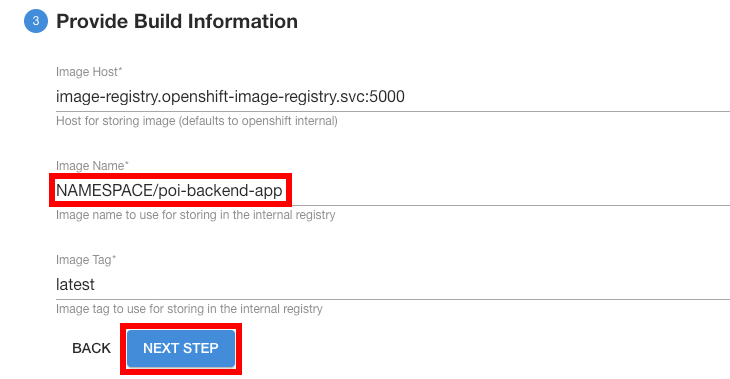 3 Provide Build Information
Image Host*
image-registry.openshift-image-registry.svc:5000
Host for storing image (defaults to openshift internal)
Image Name*
NAMESPACE/poi-backend-app
Image name to use for storing in the internal registry
Image Tag*
latest
Image tag to use for storing in the internal registry
BACK NEXT STEP